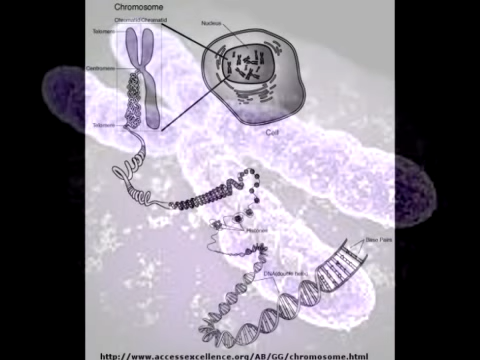 Chromosome
Chromatid Chromatid
Nucleus
Telomere
Centromere
Telomere
Cell
Histones
Base Pairs
DNA(double helix)
http://www.accessexcellence.org/AB/GG/chromosome.html